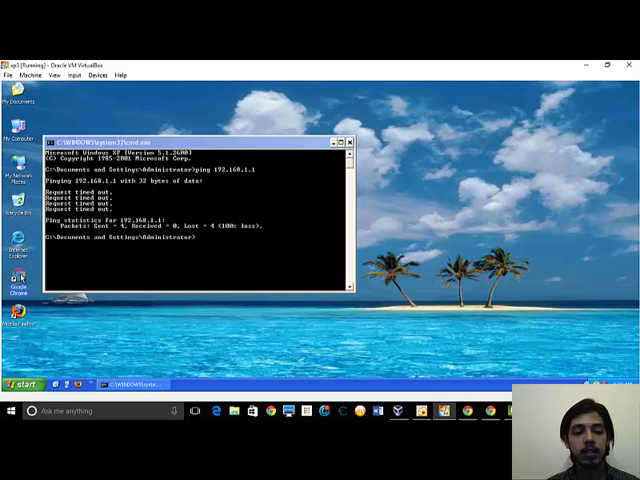 xp3 [Running] - Oracle VM VirtualBox
File Machine View Input Devices Help
My Documents
My Computer
My Network
Places
Recycle Bin
Internet
Explorer
Google
Chrome
Mozilla Firefox
C:\WINDOWS\system32\cmd.exe
Microsoft Windows XP [Version 5.1.2600]
(C) Copyright 1985-2001 Microsoft Corp.
C:\Documents and Settings\Administrator>ping 192.168.1.1
Pinging 192.168.1.1 with 32 bytes of data:
Request timed out.
Request timed out.
Request timed out.
Request timed out.
Ping statistics for 192.168.1.1:
Packets: Sent = 4, Received = 0, Lost = 4 (100% loss),
C:\Documents and Settings\Administrator>
start
C:\WINDOWS\syste...
Ask me anything